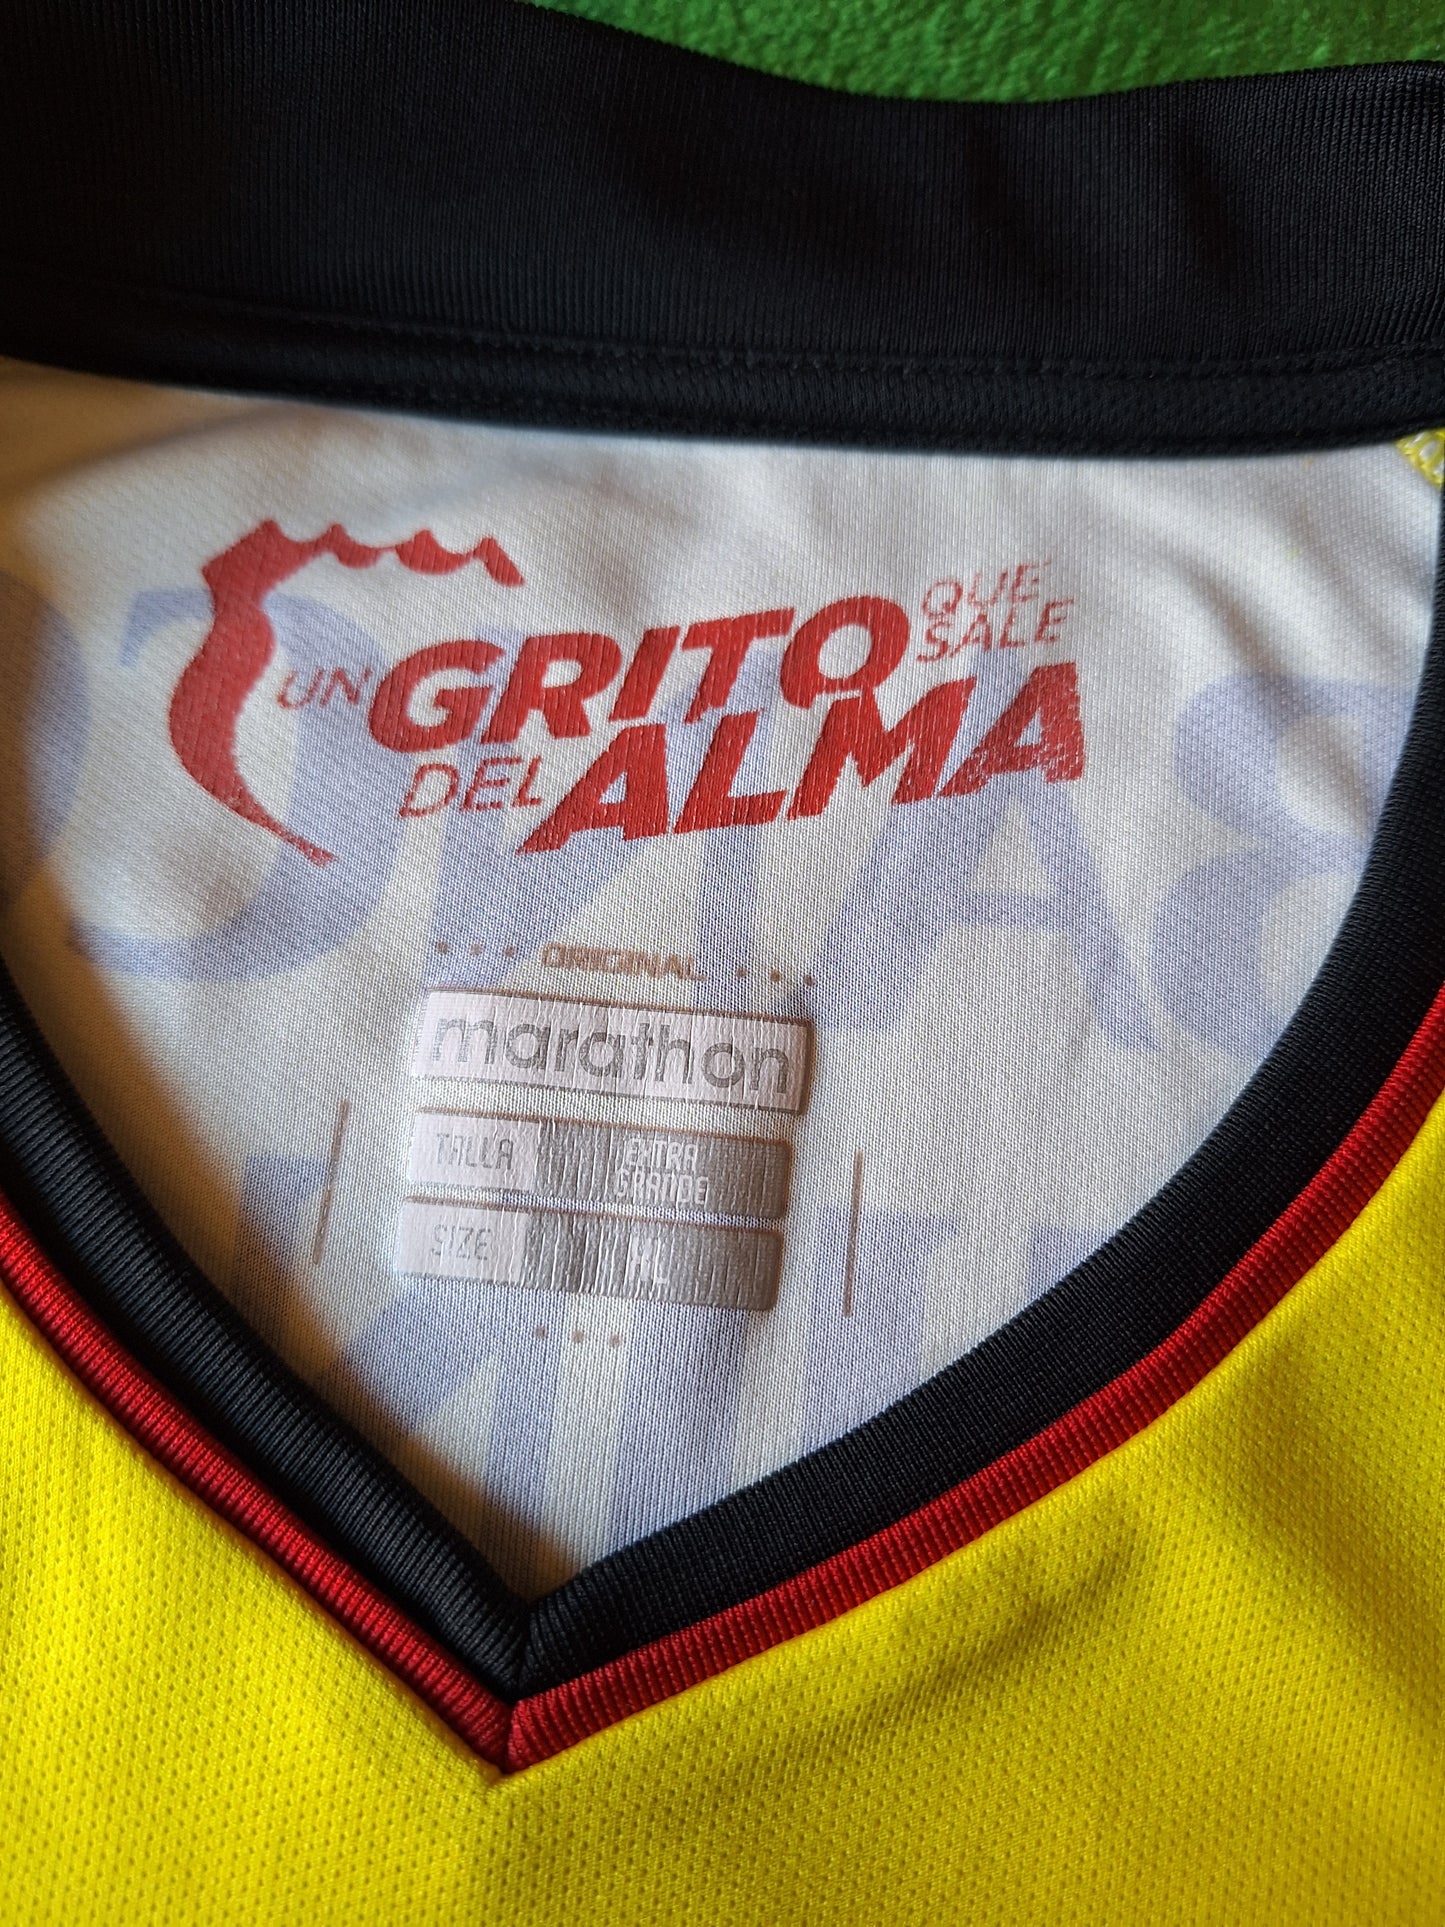 UN GRITO QUE SALE
DEL ALMA
ORIGINAL
marathon
TALLA EXTRA GRANDE
SIZE XL